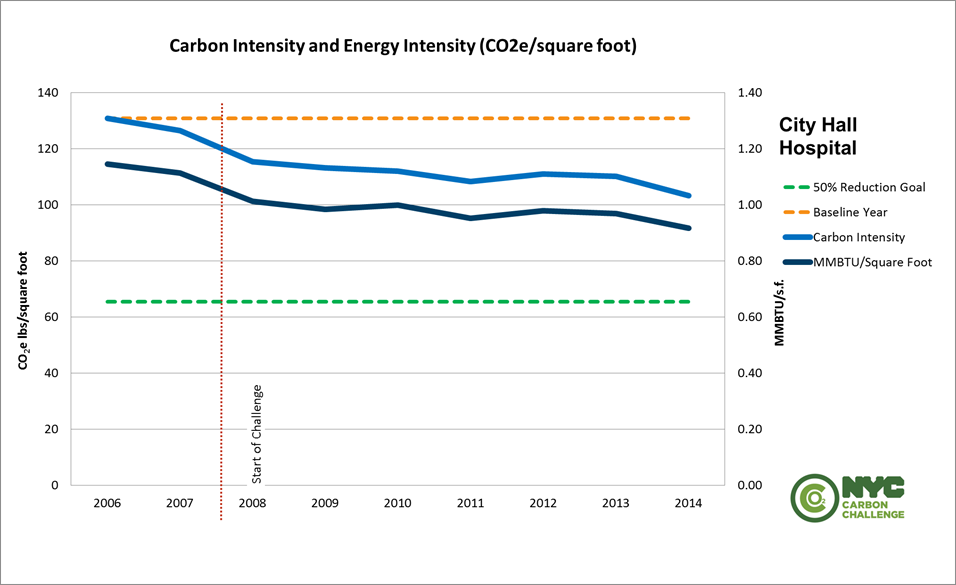 Carbon Intensity and Energy Intensity (CO2e/square foot)
140
120
100
80
60
40
20
0
CO₂e lbs/square foot
1.40
1.20
1.00
0.80
0.60
0.40
0.20
0.00
MMBTU/s.f.
Start of Challenge
2006 2007 2008 2009 2010 2011 2012 2013 2014
City Hall
Hospital
50% Reduction Goal
Baseline Year
Carbon Intensity
MMBTU/Square Foot
CO₂
NYC
CARBON
CHALLENGE